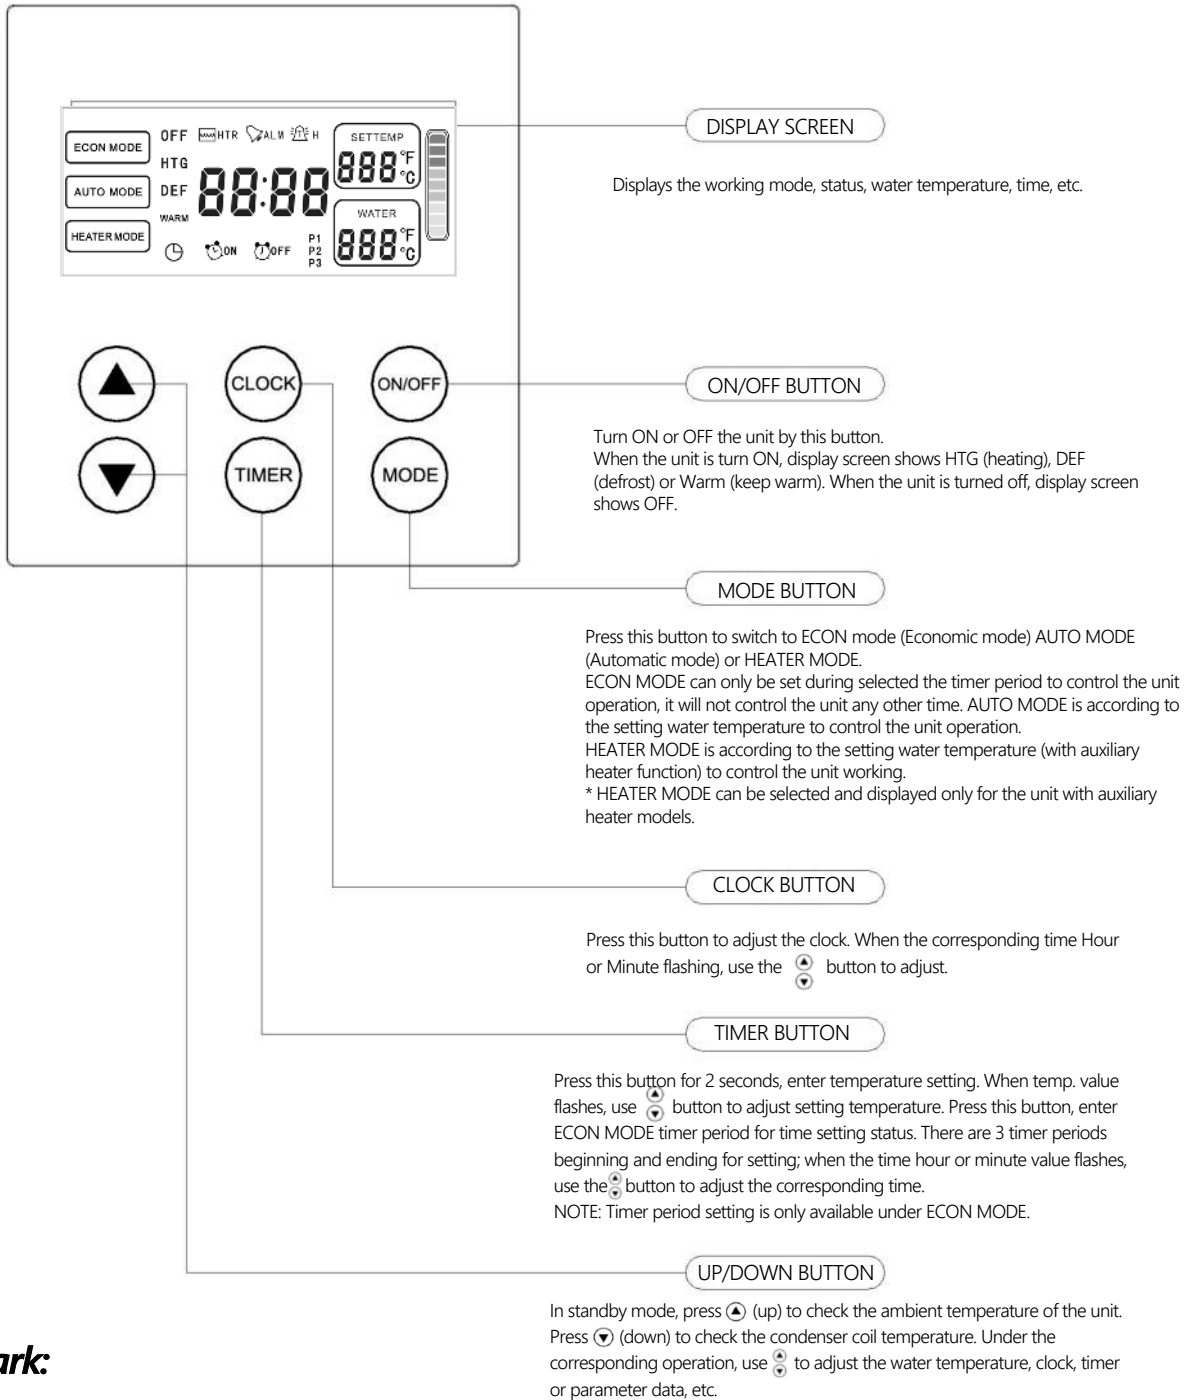 ECON MODE
AUTO MODE
HEATER MODE
OFF
HTG
DEF
WARM
HTR
ALM
H
88:88
ON
OFF
P1
P2
P3
SETTEMP
888 °F °C
WATER
888 °F °C
CLOCK
ON/OFF
TIMER
MODE
DISPLAY SCREEN
Displays the working mode, status, water temperature, time, etc.
ON/OFF BUTTON
Turn ON or OFF the unit by this button.
When the unit is turn ON, display screen shows HTG (heating), DEF
(defrost) or Warm (keep warm). When the unit is turned off, display screen
shows OFF.
MODE BUTTON
Press this button to switch to ECON mode (Economic mode) AUTO MODE
(Automatic mode) or HEATER MODE.
ECON MODE can only be set during selected the timer period to control the unit
operation, it will not control the unit any other time. AUTO MODE is according to
the setting water temperature to control the unit operation.
HEATER MODE is according to the setting water temperature (with auxiliary
heater function) to control the unit working.
* HEATER MODE can be selected and displayed only for the unit with auxiliary
heater models.
CLOCK BUTTON
Press this button to adjust the clock. When the corresponding time Hour
or Minute flashing, use the button to adjust.
TIMER BUTTON
Press this button for 2 seconds, enter temperature setting. When temp. value
flashes, use button to adjust setting temperature. Press this button, enter
ECON MODE timer period for time setting status. There are 3 timer periods
beginning and ending for setting; when the time hour or minute value flashes,
use the button to adjust the corresponding time.
NOTE: Timer period setting is only available under ECON MODE.
UP/DOWN BUTTON
In standby mode, press (up) to check the ambient temperature of the unit.
Press (down) to check the condenser coil temperature. Under the
corresponding operation, use to adjust the water temperature, clock, timer
or parameter data, etc.
ark: